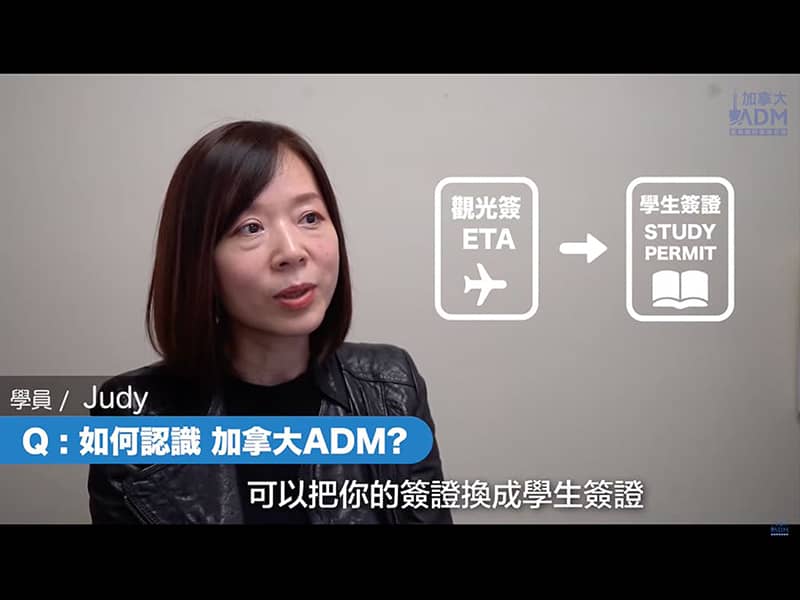 加拿大
ADM
觀光簽
ETA
學生簽證
STUDY
PERMIT
學員 / Judy
Q：如何認識 加拿大ADM?
可以把你的簽證換成學生簽證
ADM